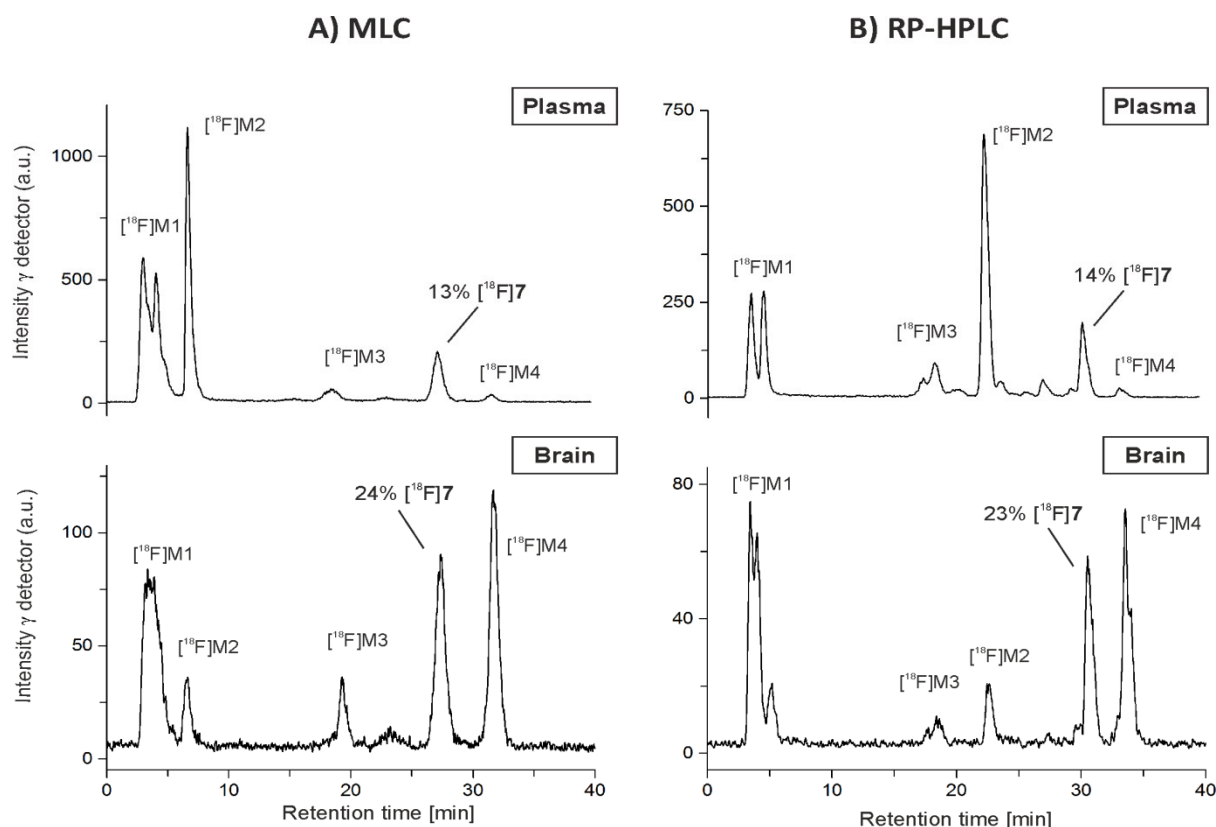 A) MLC
B) RP-HPLC
Plasma
Intensity γ detector (a.u.)
1000
500
0
[¹⁸F]M1
[¹⁸F]M2
[¹⁸F]M3
13% [¹⁸F]7
[¹⁸F]M4
Plasma
750
500
250
0
[¹⁸F]M1
[¹⁸F]M3
[¹⁸F]M2
14% [¹⁸F]7
[¹⁸F]M4
Brain
Intensity γ detector (a.u.)
100
50
0
[¹⁸F]M1
[¹⁸F]M2
[¹⁸F]M3
24% [¹⁸F]7
[¹⁸F]M4
0 10 20 30 40
Retention time [min]
Brain
80
40
0
[¹⁸F]M1
[¹⁸F]M3
[¹⁸F]M2
23% [¹⁸F]7
[¹⁸F]M4
0 10 20 30 40
Retention time [min]